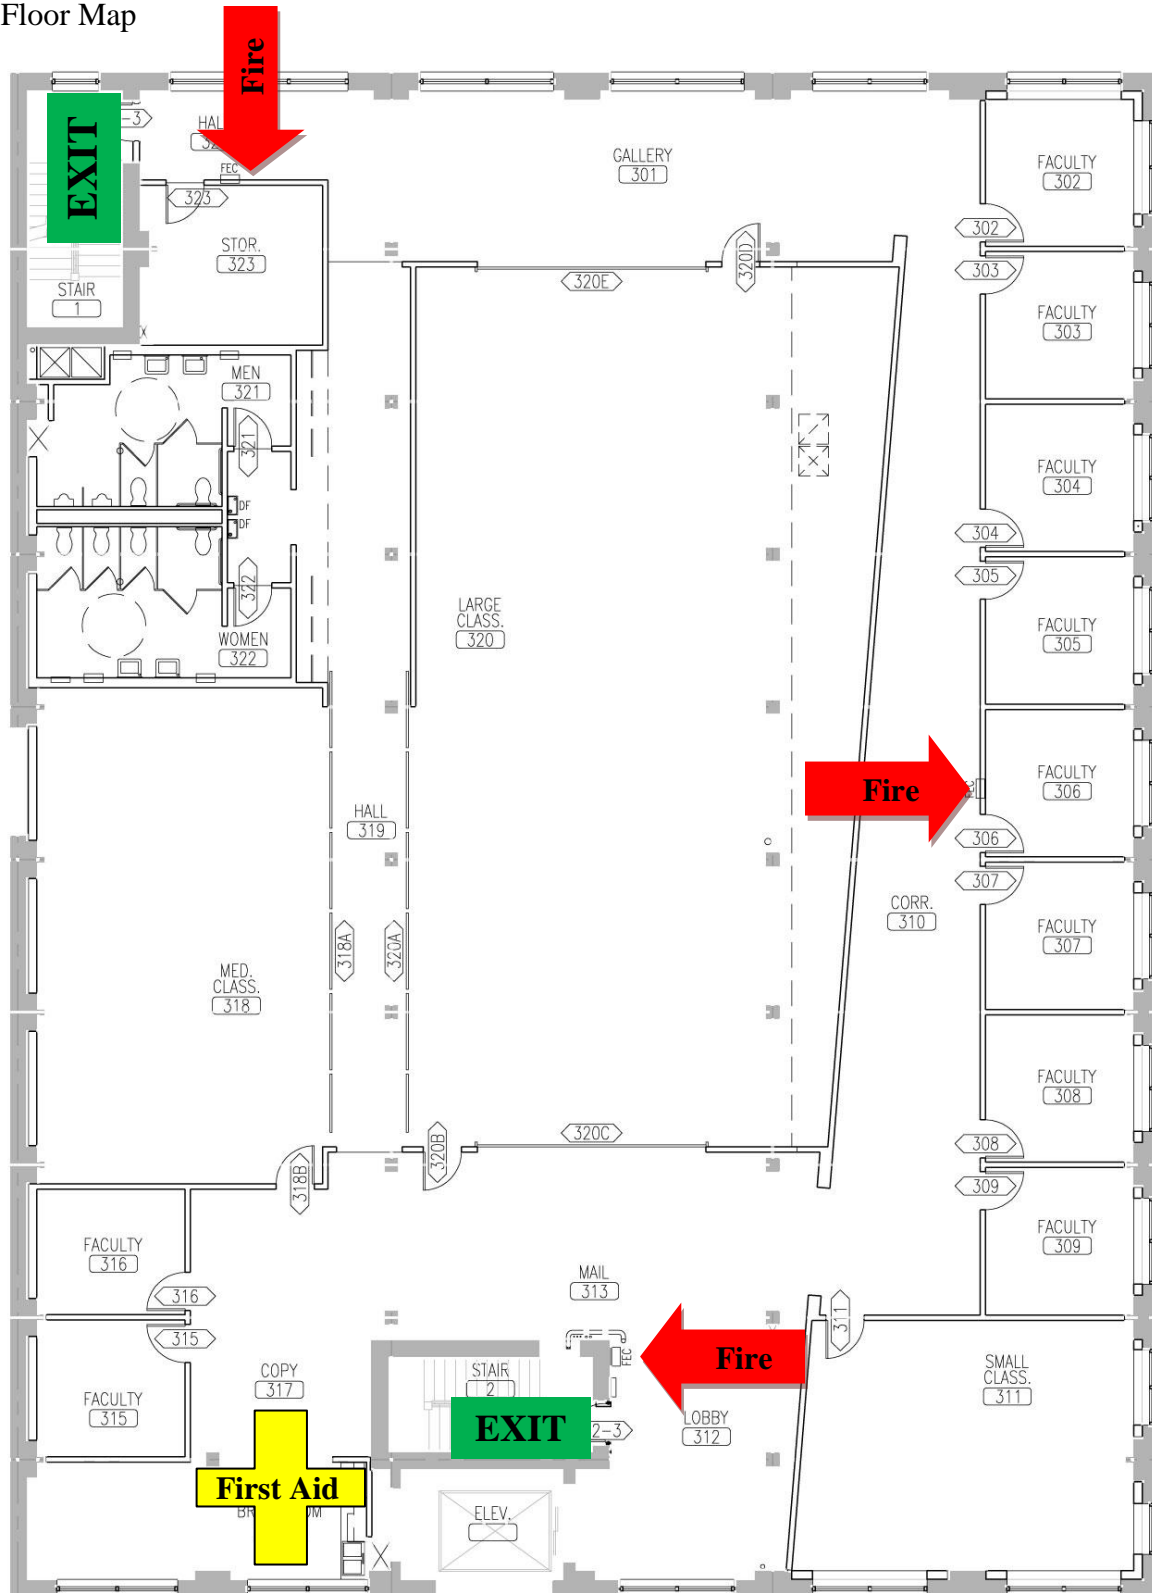 Floor Map
Fire
EXIT
-3
HAL
32
FEC
323
STOR.
323
STAIR
1
GALLERY
301
320E
320D
FACULTY
302
302
303
FACULTY
303
MEN
321
321
DF
DF
322
WOMEN
322
FACULTY
304
304
305
FACULTY
305
LARGE
CLASS.
320
Fire
FEC
FACULTY
306
306
307
HALL
319
318A
320A
CORR.
310
FACULTY
307
MED.
CLASS.
318
FACULTY
308
308
309
318B
320B
320C
FACULTY
309
FACULTY
316
316
315
FACULTY
315
MAIL
313
311
COPY
317
STAIR
2
FEC
Fire
EXIT
2-3
LOBBY
312
SMALL
CLASS.
311
First Aid
BR OM
ELEV.